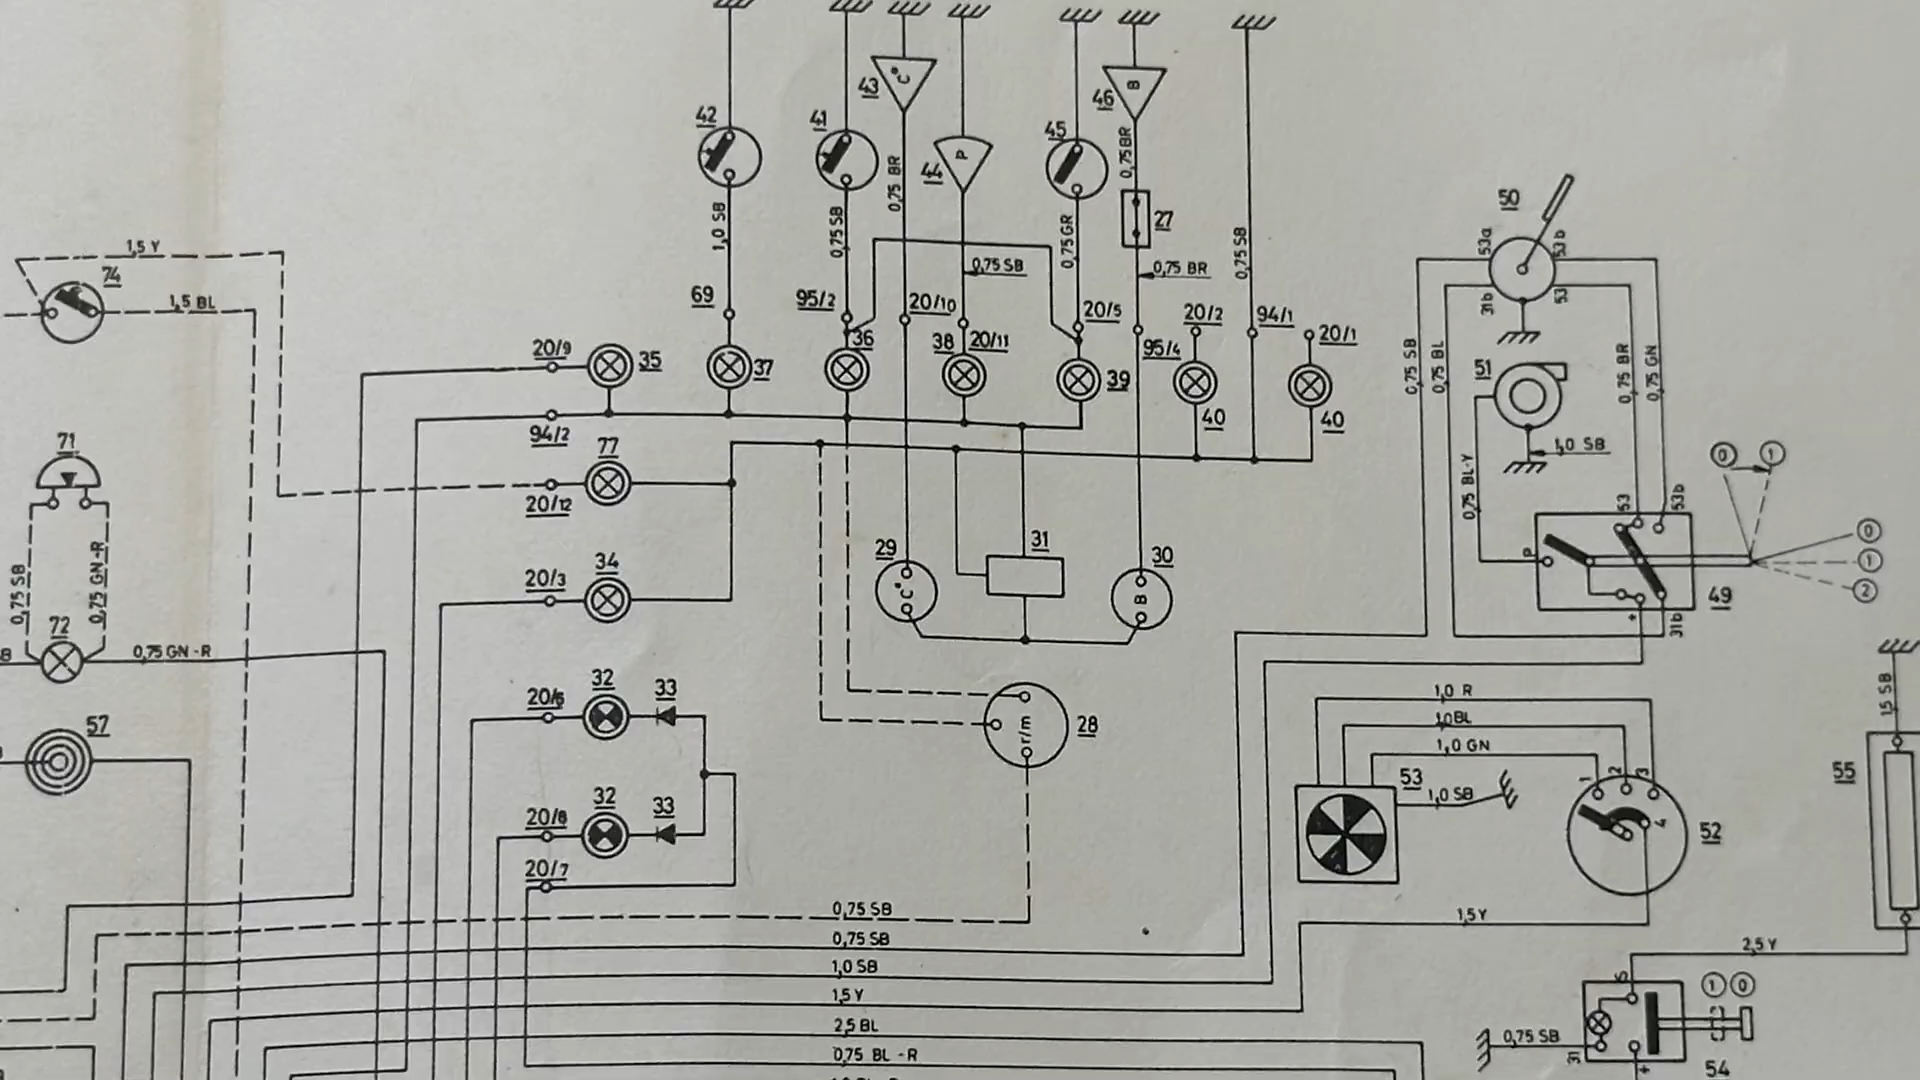 43
C°
46
B
42
41
45
44
P
27
0,75 BR
0,75 BR
1,0 SB
0,75 SB
0,75 GR
0,75 SB
0,75 SB
0,75 BR
50
53a
53b
31b
53
1,5 Y
74
1,5 BL
69
95/2
20/10
20/5
20/2
94/1
20/1
20/9
35
37
36
38
20/11
39
95/4
40
40
0,75 SB
0,75 BL
51
0,75 BR
0,75 GN
1,0 SB
0,75 BL-Y
94/2
77
20/12
71
0,75 SB
0,75 GN-R
72
0,75 GN-R
B
34
20/3
29
C°
31
30
B
53
53b
P
+
31b
49
0
1
0
1
2
20/6
32
33
28
r/m
57
20/8
32
33
20/7
1,0 R
1,0 BL
1,0 GN
53
1,0 SB
1
2
3
4
52
1,5 SB
55
1,5 Y
2,5 Y
0,75 SB
0,75 SB
1,0 SB
1,5 Y
2,5 BL
0,75 BL-R
1
0
0,75 SB
31
+
54